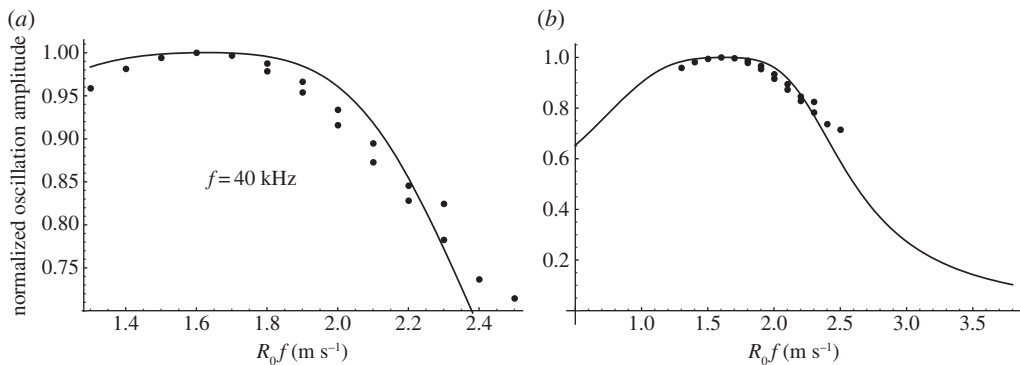 (a)
normalized oscillation amplitude
1.00
0.95
0.90
0.85
0.80
0.75
f = 40 kHz
1.4 1.6 1.8 2.0 2.2 2.4
R₀f (m s⁻¹)
(b)
1.0
0.8
0.6
0.4
0.2
1.0 1.5 2.0 2.5 3.0 3.5
R₀f (m s⁻¹)